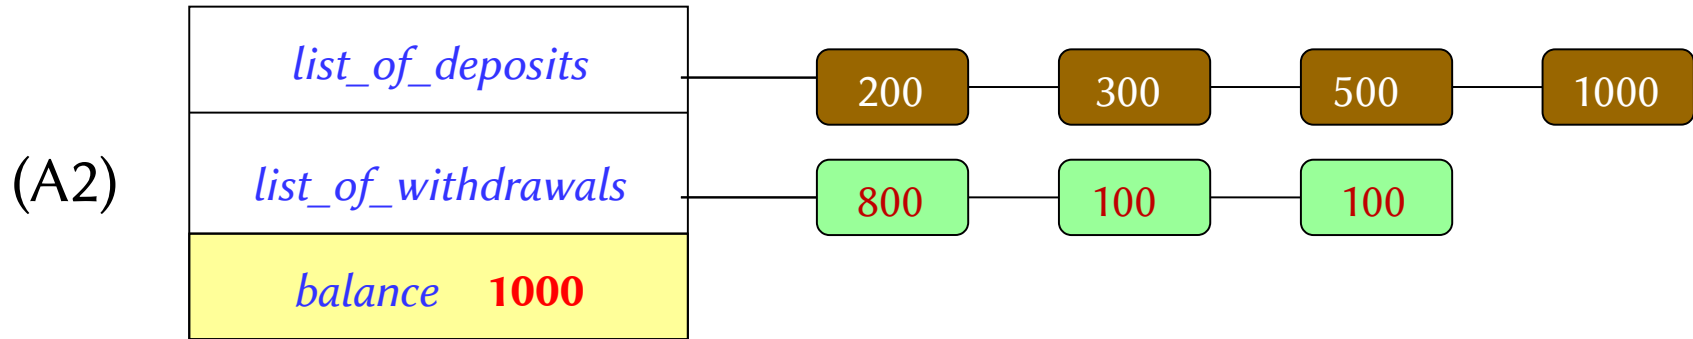 list_of_deposits
200 300 500 1000
(A2)
list_of_withdrawals
800 100 100
balance 1000